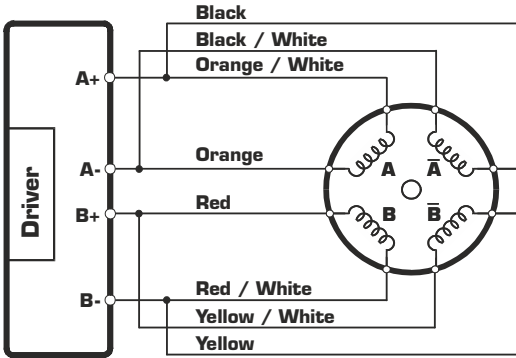 Black
Black / White
Orange / White
A+
Orange
A-
A
A̅
Driver
Red
B+
B
B̅
Red / White
B-
Yellow / White
Yellow